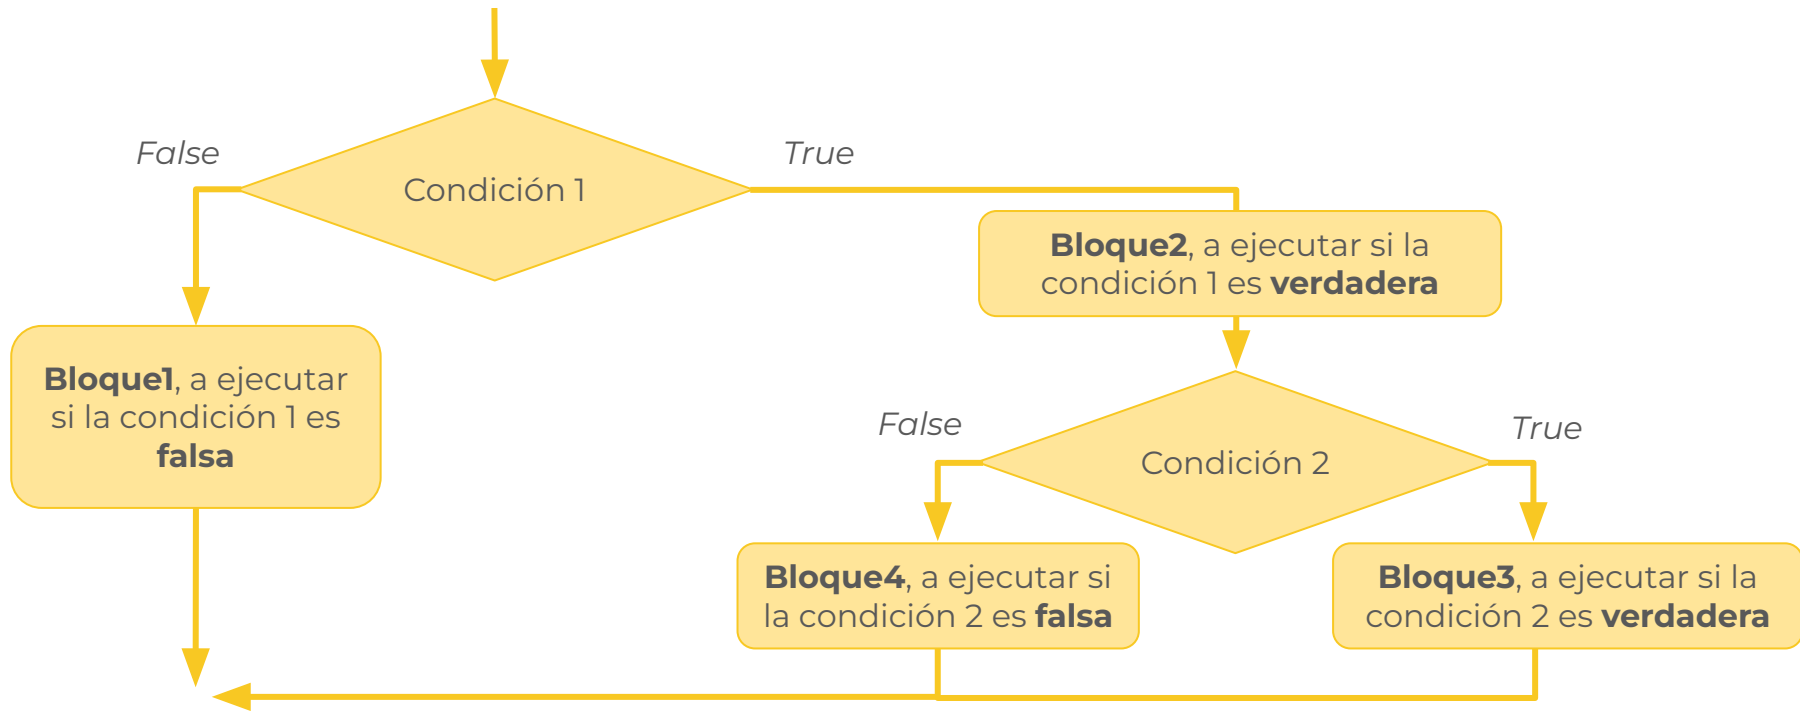 False
True
Condición 1
Bloque2, a ejecutar si la
condición 1 es verdadera
Bloque1, a ejecutar
si la condición 1 es
falsa
False
True
Condición 2
Bloque4, a ejecutar si
la condición 2 es falsa
Bloque3, a ejecutar si la
condición 2 es verdadera